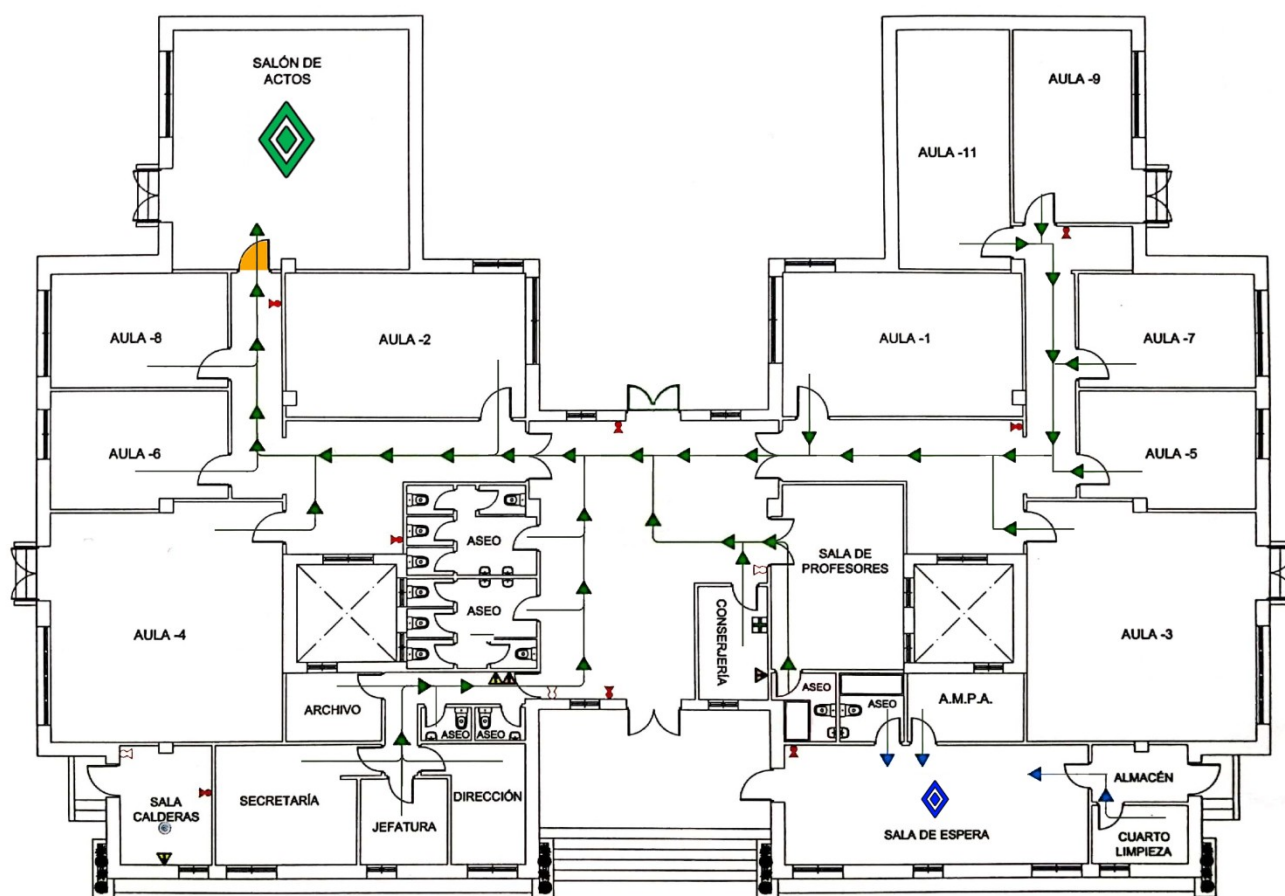 SALÓN DE
ACTOS
AULA -9
AULA -11
AULA -8
AULA -2
AULA -1
AULA -7
AULA -6
AULA -5
ASEO
SALA DE
PROFESORES
ASEO
CONSERJERÍA
AULA -4
AULA -3
ARCHIVO
ASEO
ASEO
A.M.P.A.
ASEO
ASEO
SALA
CALDERAS
SECRETARÍA
JEFATURA
DIRECCIÓN
SALA DE ESPERA
ALMACÉN
CUARTO
LIMPIEZA